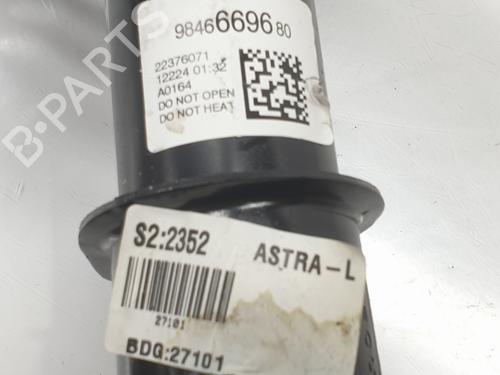 9846669680
22376071
12224 01:32
A0164
DO NOT OPEN
DO NOT HEAT
S2:2352 ASTRA-L
27101
BDG:27101
B-PARTS